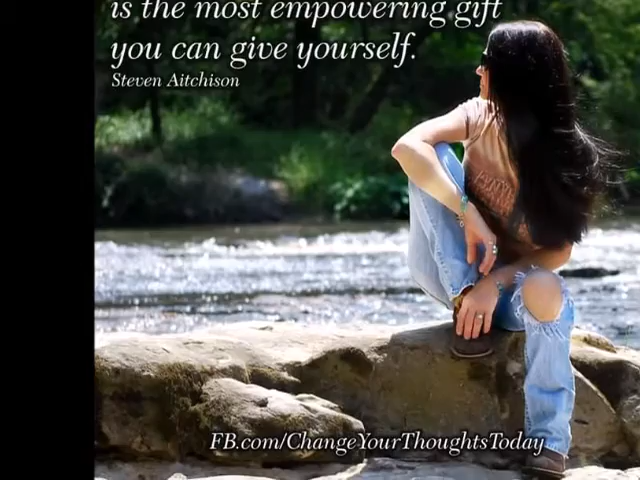 is the most empowering gift
you can give yourself.
Steven Aitchison
FB.com/ChangeYourThoughtsToday